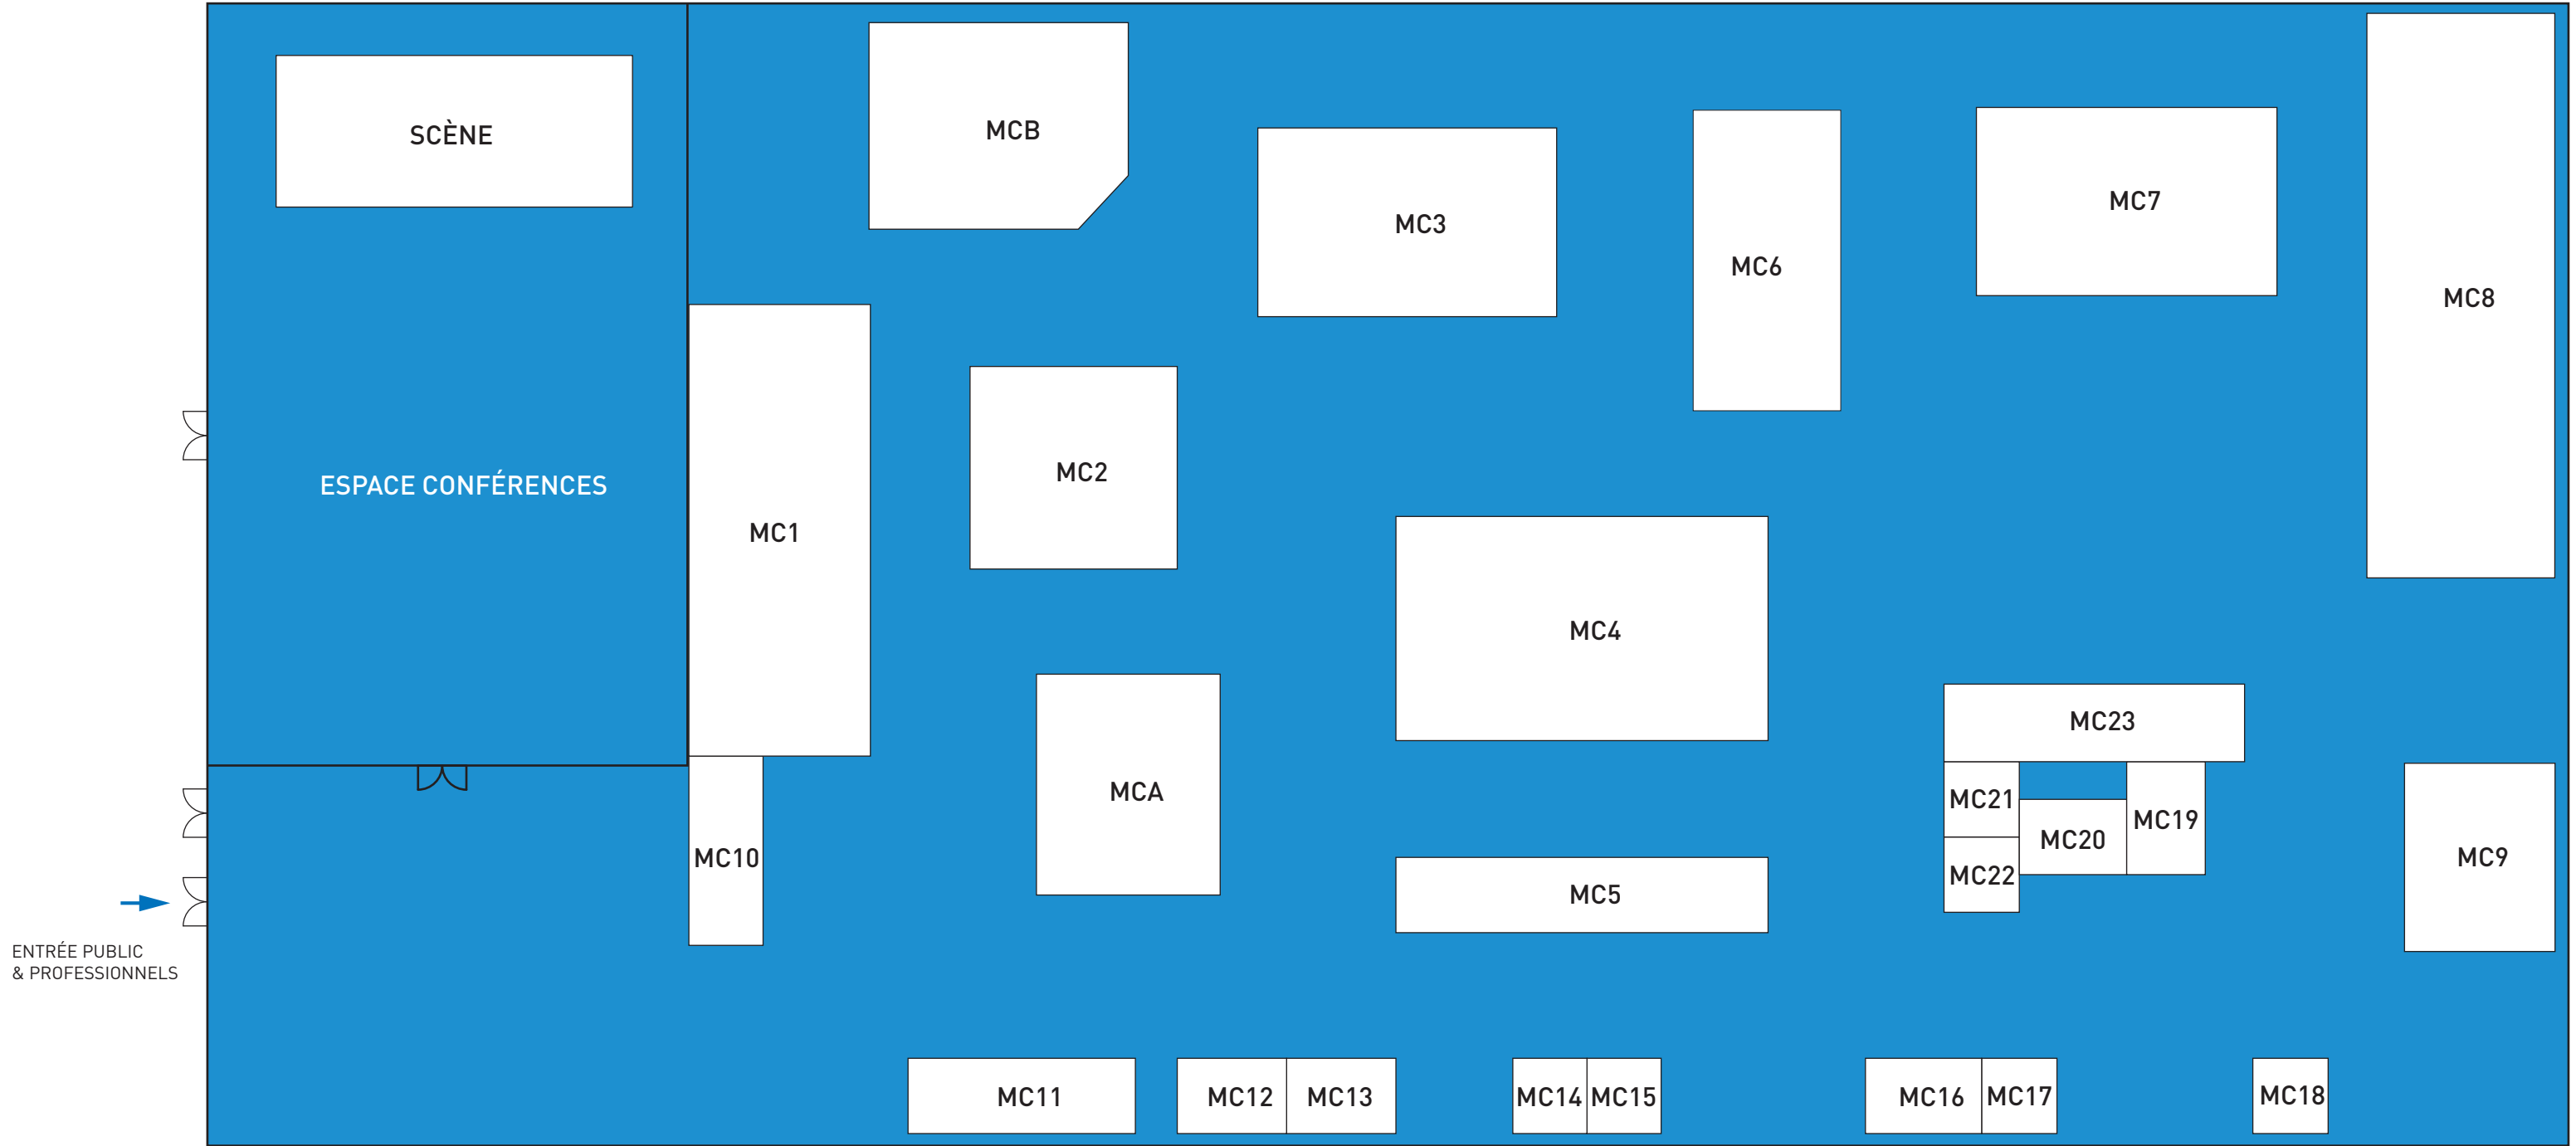 SCÈNE
MCB
MC3
MC6
MC7
MC8
ESPACE CONFÉRENCES
MC1
MC2
MC4
MCA
MC10
MC5
MC23
MC21
MC20
MC19
MC22
MC9
ENTRÉE PUBLIC
& PROFESSIONNELS
MC11
MC12
MC13
MC14
MC15
MC16
MC17
MC18